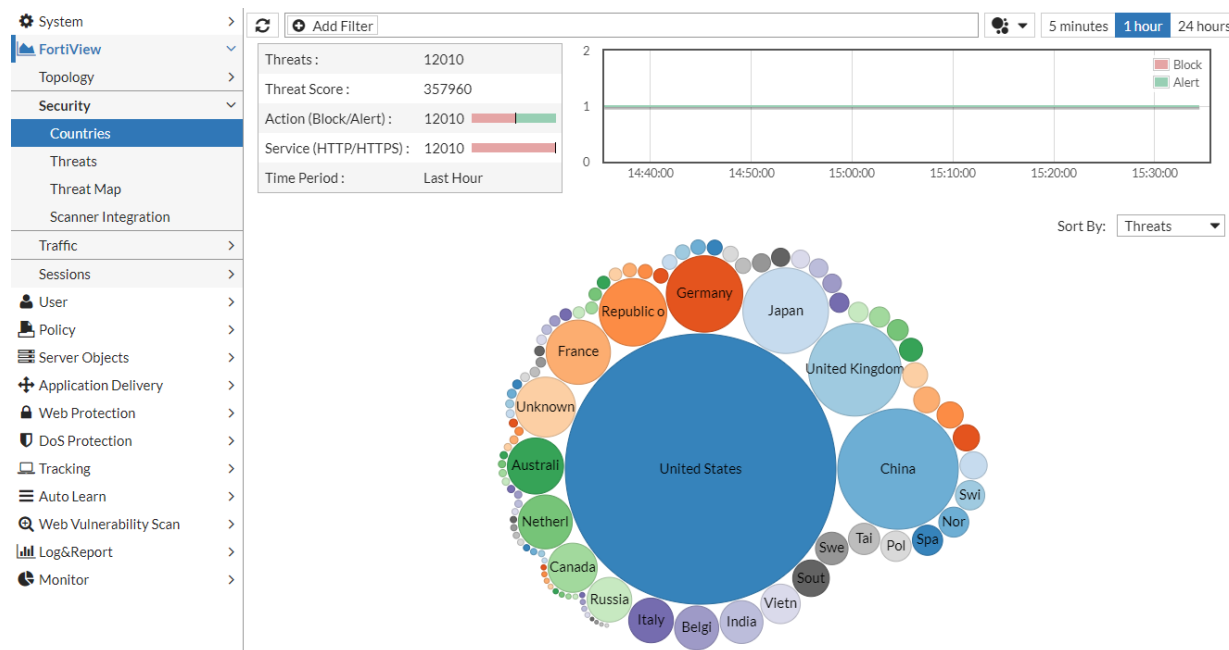 System
FortiView
Topology
Security
Countries
Threats
Threat Map
Scanner Integration
Traffic
Sessions
User
Policy
Server Objects
Application Delivery
Web Protection
DoS Protection
Tracking
Auto Learn
Web Vulnerability Scan
Log&Report
Monitor
Add Filter
5 minutes 1 hour 24 hours
Threats : 12010
Threat Score : 357960
Action (Block/Alert) : 12010
Service (HTTP/HTTPS) : 12010
Time Period : Last Hour
2
1
0
Block
Alert
14:40:00 14:50:00 15:00:00 15:10:00 15:20:00 15:30:00
Sort By: Threats
Germany
Japan
Republic o
France
United Kingdom
Unknown
Australi
United States
China
Swi
Netherl
Nor
Spa
Pol
Tai
Swe
Canada
Sout
Russia
Vietn
Italy
Belgi
India